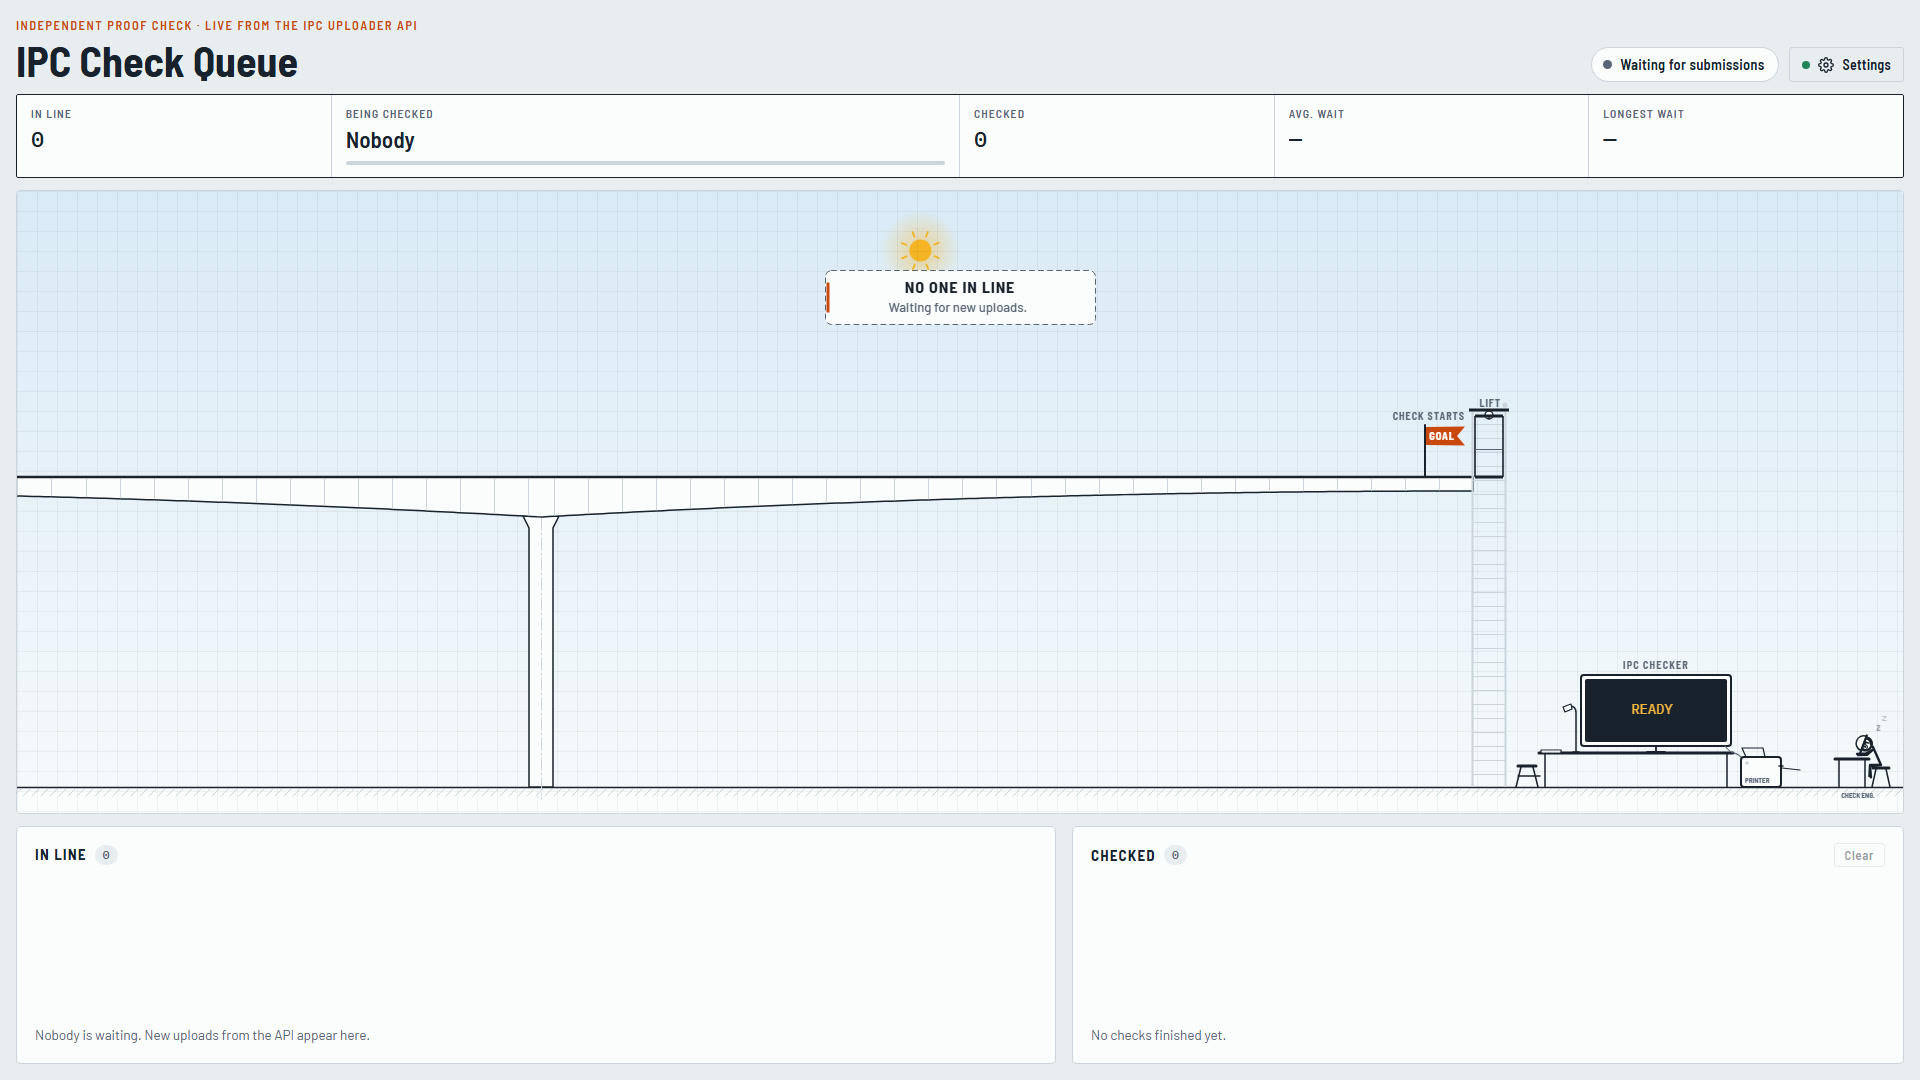 INDEPENDENT PROOF CHECK · LIVE FROM THE IPC UPLOADER API
IPC Check Queue
Waiting for submissions
Settings
IN LINE
0
BEING CHECKED
Nobody
CHECKED
0
AVG. WAIT
—
LONGEST WAIT
—
NO ONE IN LINE
Waiting for new uploads.
LIFT
CHECK STARTS
GOAL
IPC CHECKER
READY
Z
Z
PRINTER
CHECK ENG.
IN LINE 0
Nobody is waiting. New uploads from the API appear here.
CHECKED 0
Clear
No checks finished yet.